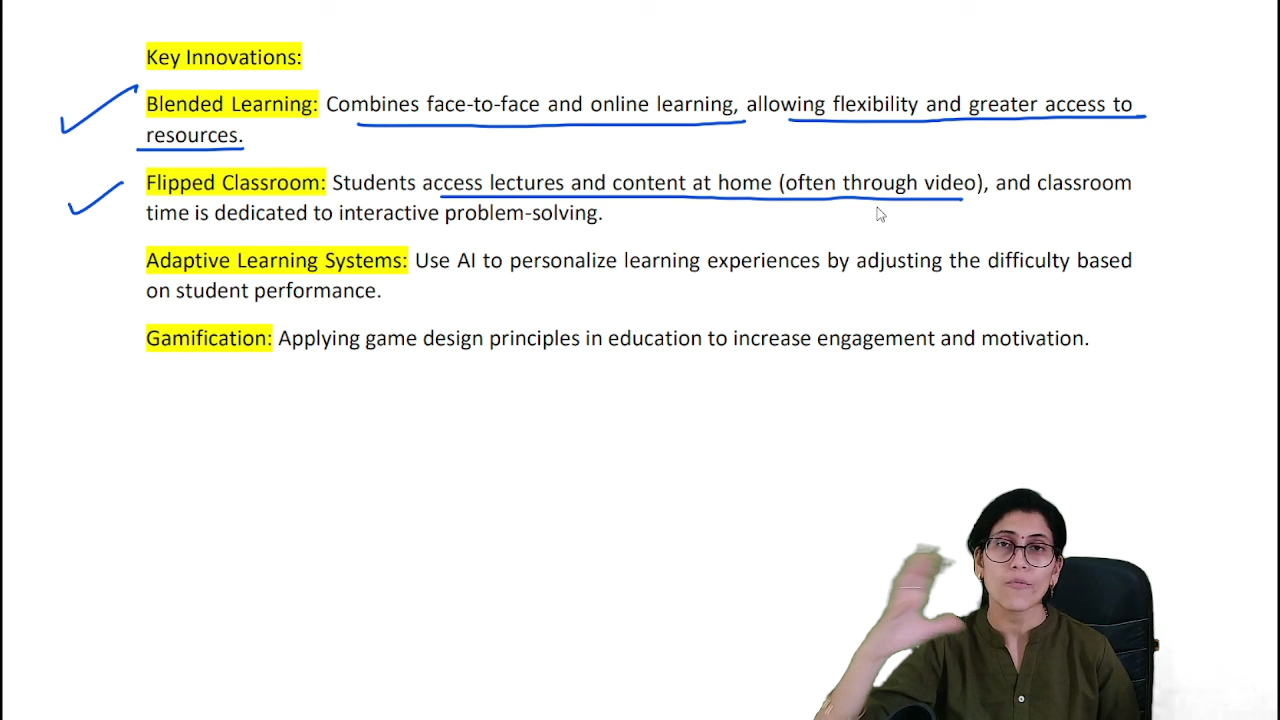 Key Innovations:
Blended Learning: Combines face-to-face and online learning, allowing flexibility and greater access to
resources.
Flipped Classroom: Students access lectures and content at home (often through video), and classroom
time is dedicated to interactive problem-solving.
Adaptive Learning Systems: Use AI to personalize learning experiences by adjusting the difficulty based
on student performance.
Gamification: Applying game design principles in education to increase engagement and motivation.